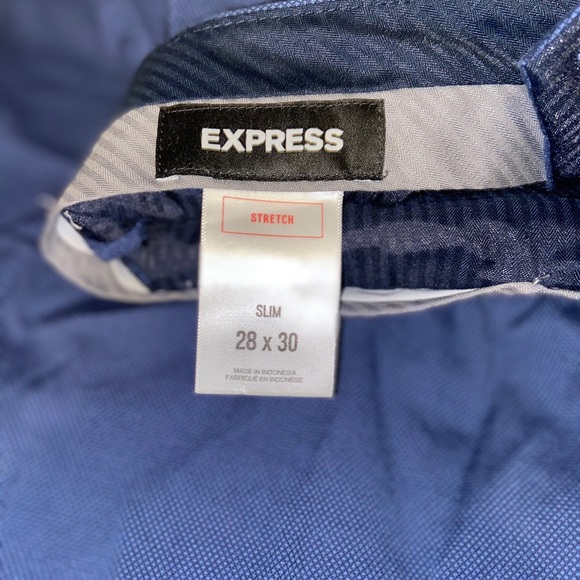 EXPRESS
STRETCH
SLIM
28 x 30
MADE IN INDONESIA
FABRIQUÉ EN INDONÉSIE